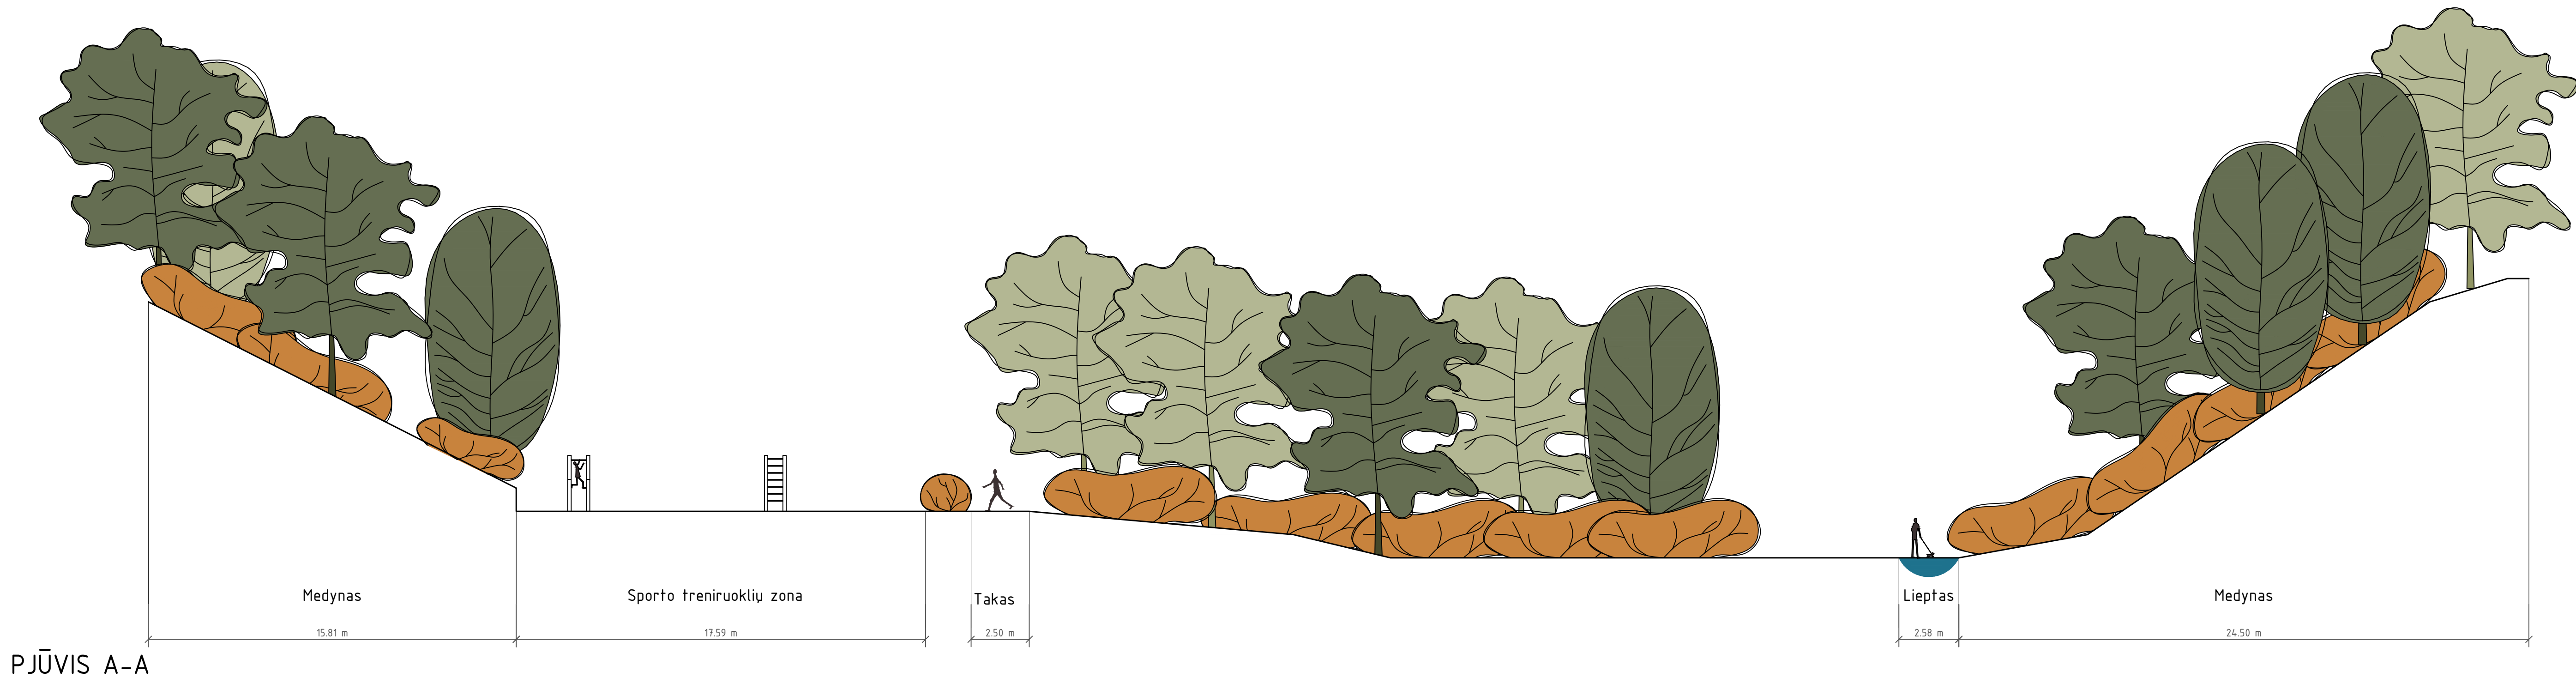 Medynas
Sporto treniruoklių zona
Takas
Lieptas
Medynas
15.81 m
17.59 m
2.50 m
2.58 m
24.50 m
PJŪVIS A-A